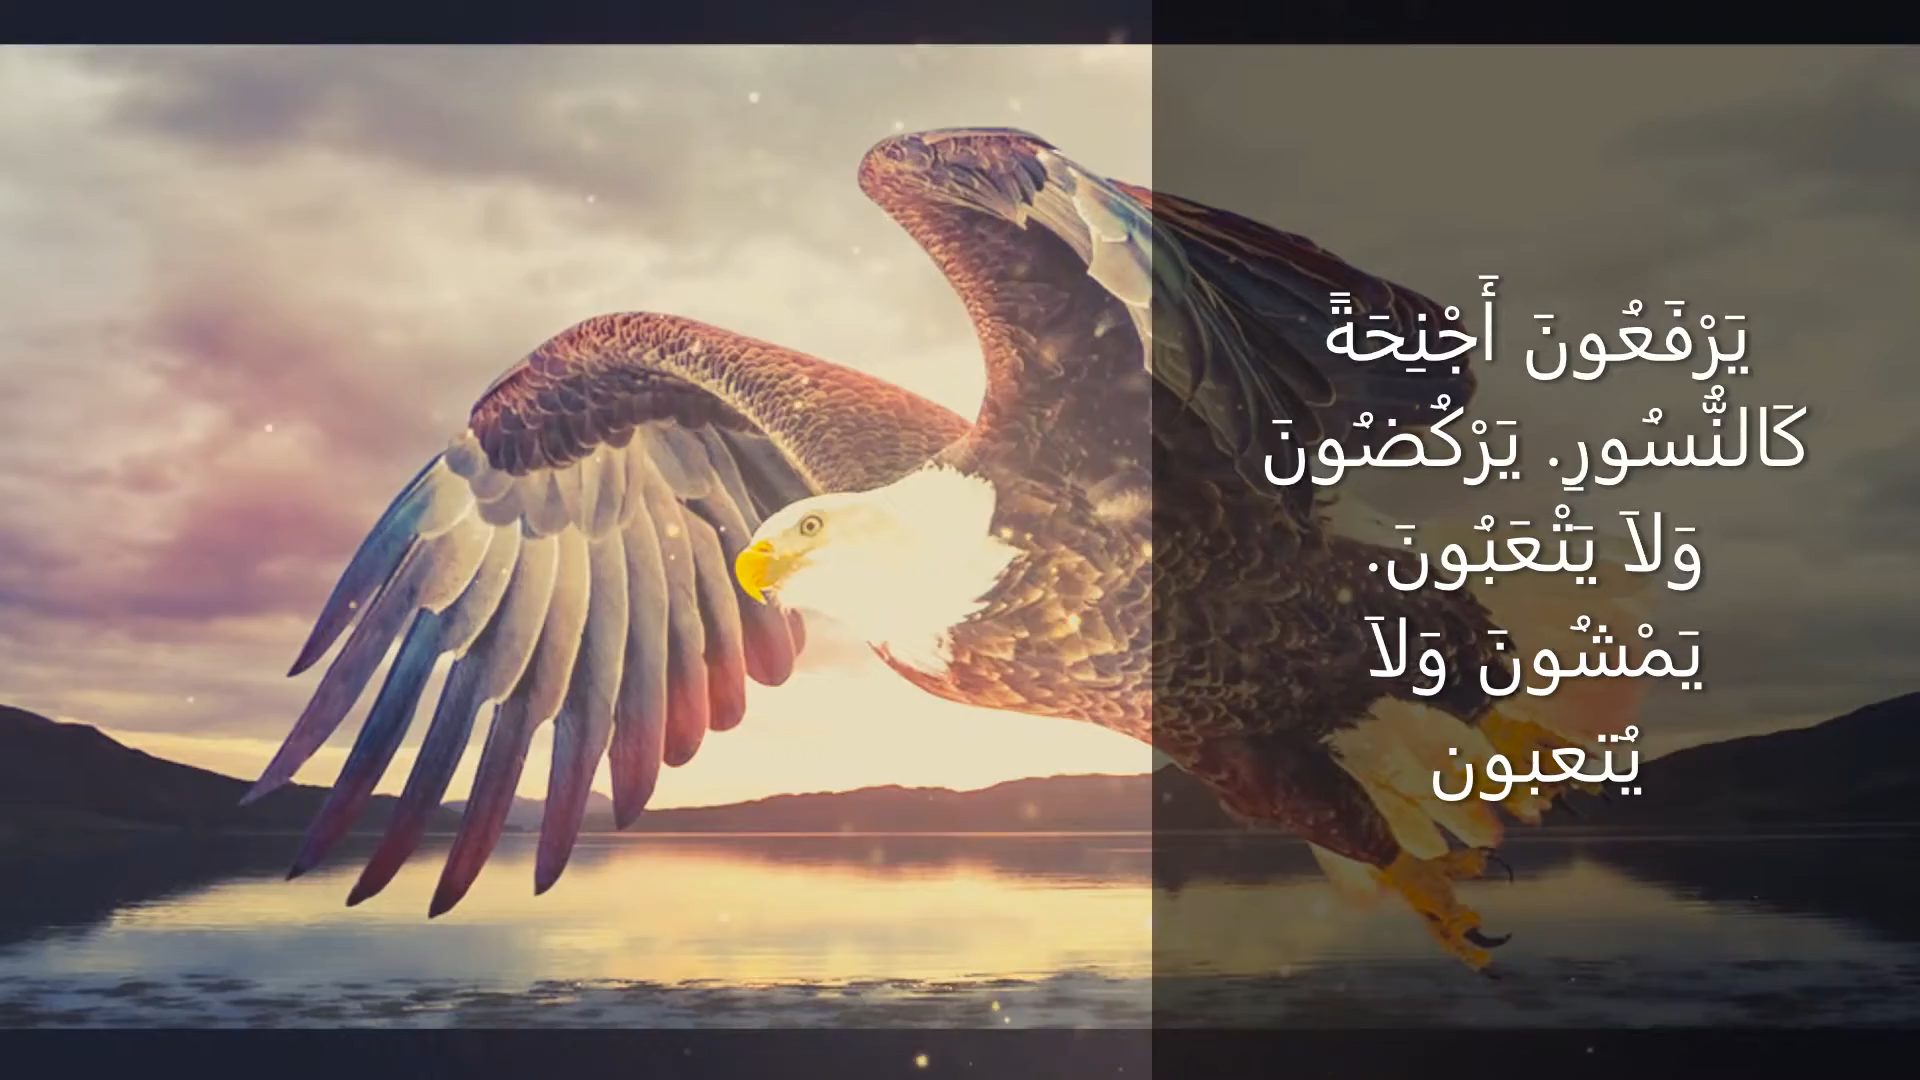 يَرْفَعُونَ أَجْنِحَةً
كَالنُّسُورِ. يَرْكُضُونَ
وَلاَ يَتْعَبُونَ.
يَمْشُونَ وَلاَ
يُتعبون